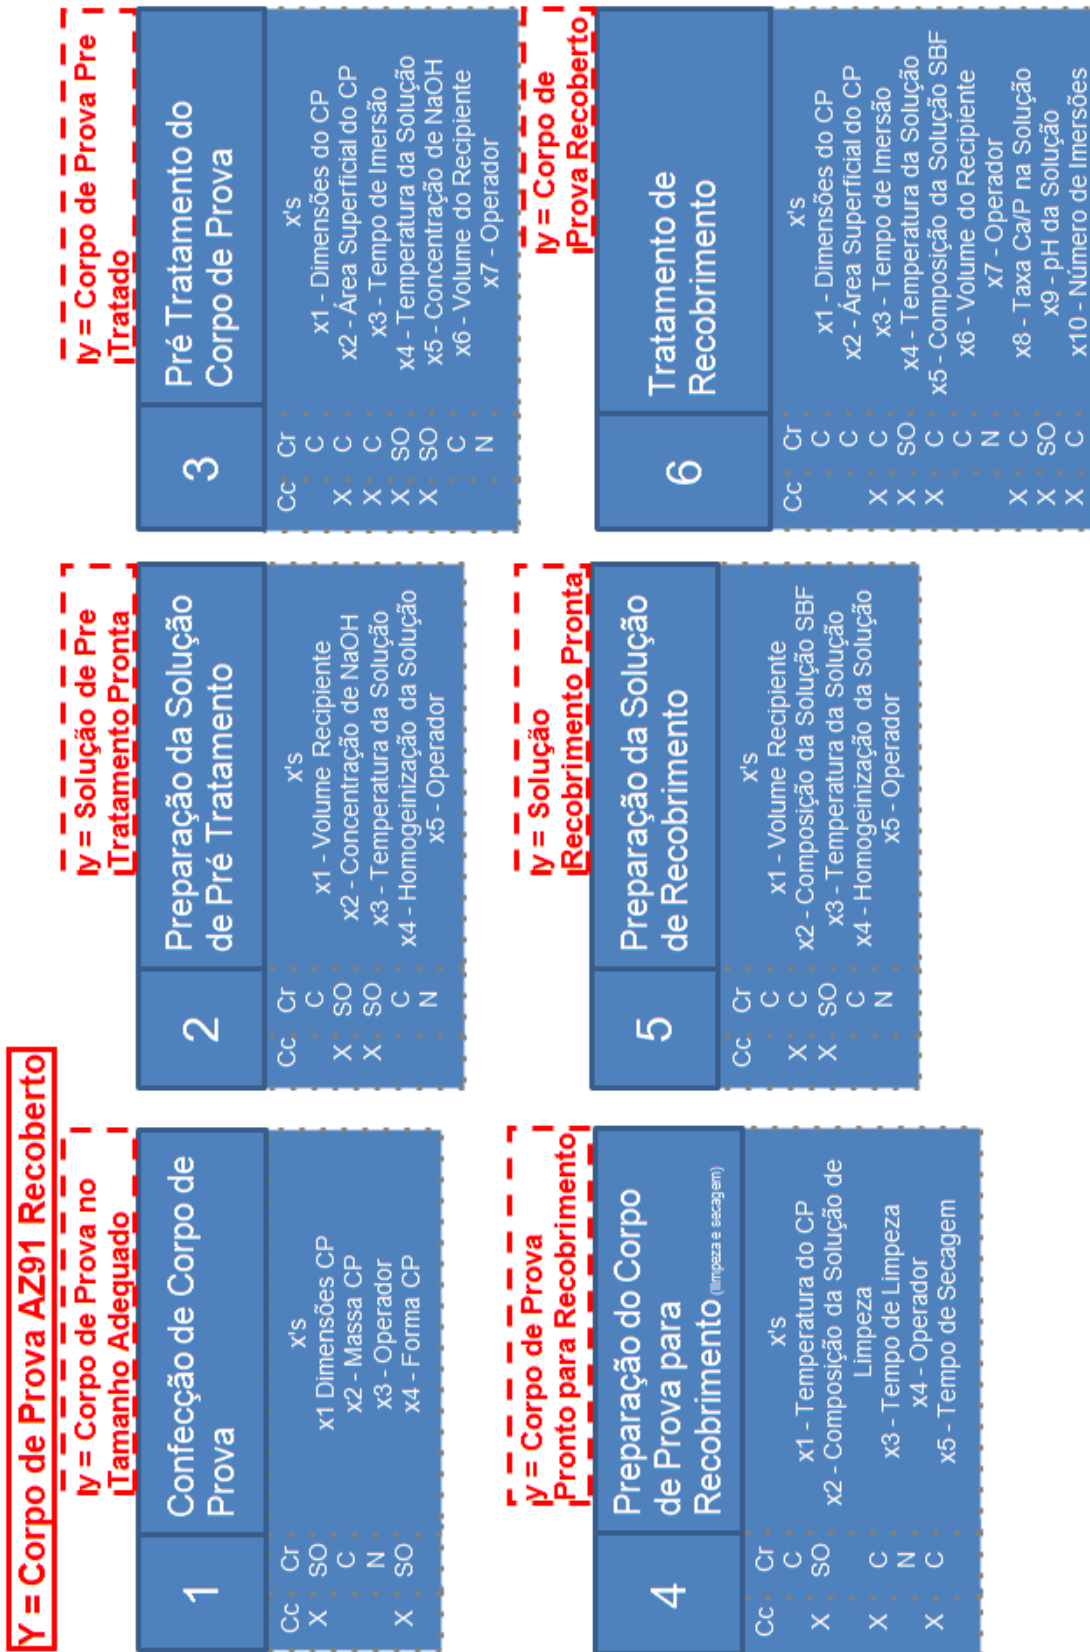 Y = Corpo de Prova AZ91 Recoberto
y = Corpo de Prova no
Tamanho Adequado
1
Confecção de Corpo de
Prova
Cc Cr x's
X SO x1 Dimensões CP
C x2 - Massa CP
N x3 - Operador
X SO x4 - Forma CP
y = Solução de Pre
Tratamento Pronta
2
Preparação da Solução
de Pré Tratamento
Cc Cr x's
C x1 - Volume Recipiente
X SO x2 - Concentração de NaOH
X SO x3 - Temperatura da Solução
C x4 - Homogeinização da Solução
N x5 - Operador
y = Corpo de Prova Pre
Tratado
3
Pré Tratamento do
Corpo de Prova
Cc Cr x's
C x1 - Dimensões do CP
X C x2 - Área Superficial do CP
X C x3 - Tempo de Imersão
X SO x4 - Temperatura da Solução
X SO x5 - Concentração de NaOH
C x6 - Volume do Recipiente
N x7 - Operador
y = Corpo de Prova
Pronto para Recobrimento
4
Preparação do Corpo
de Prova para
Recobrimento (limpeza e secagem)
Cc Cr x's
C x1 - Temperatura do CP
X SO x2 - Composição da Solução de
Limpeza
X C x3 - Tempo de Limpeza
N x4 - Operador
X C x5 - Tempo de Secagem
y = Solução
Recobrimento Pronta
5
Preparação da Solução
de Recobrimento
Cc Cr x's
C x1 - Volume Recipiente
X C x2 - Composição da Solução SBF
X SO x3 - Temperatura da Solução
C x4 - Homogeinização da Solução
N x5 - Operador
y = Corpo de
Prova Recoberto
6
Tratamento de
Recobrimento
Cc Cr x's
C x1 - Dimensões do CP
C x2 - Área Superficial do CP
X C x3 - Tempo de Imersão
X SO x4 - Temperatura da Solução
X C x5 - Composição da Solução SBF
C x6 - Volume do Recipiente
N x7 - Operador
X C x8 - Taxa Ca/P na Solução
X SO x9 - pH da Solução
X C x10 - Número de Imersões